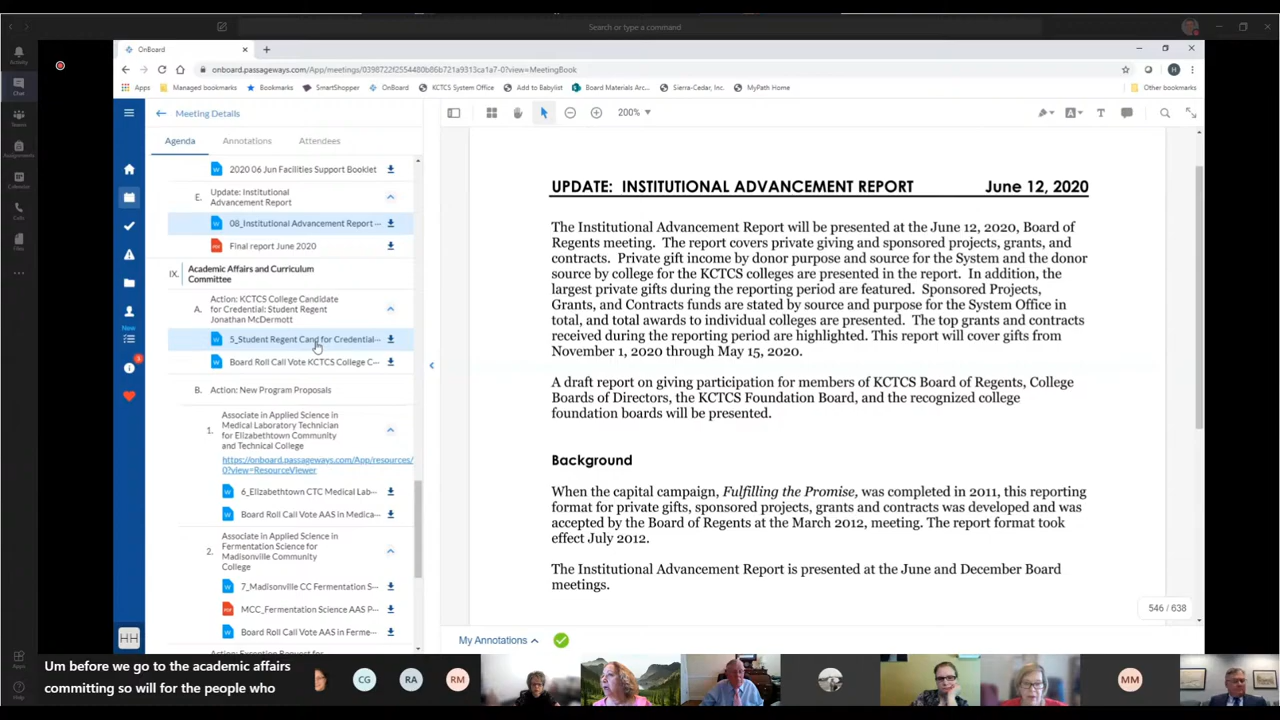 Search or type a command
OnBoard
onboard.passageways.com/App/meetings/0398722f2554480b86b721a9313ca1a7-0?view=MeetingBook
Apps
Managed bookmarks
Bookmarks
SmartShopper
OnBoard
KCTCS System Office
Add to Babylist
Board Materials Arc...
Sierra-Cedar, Inc.
MyPath Home
Other bookmarks
Activity
Chat
Teams
Assignments
Calendar
Calls
Files
Apps
Help
New
HH
Meeting Details
Agenda
Annotations
Attendees
2020 06 Jun Facilities Support Booklet
E. Update: Institutional
Advancement Report
08_Institutional Advancement Report ...
Final report June 2020
IX. Academic Affairs and Curriculum
Committee
A. Action: KCTCS College Candidate
for Credential: Student Regent
Jonathan McDermott
5_Student Regent Cand for Credential...
Board Roll Call Vote KCTCS College C...
B. Action: New Program Proposals
1. Associate in Applied Science in
Medical Laboratory Technician
for Elizabethtown Community
and Technical College
https://onboard.passageways.com/App/resources/
0?view=ResourceViewer
6_Elizabethtown CTC Medical Lab...
Board Roll Call Vote AAS in Medica...
2. Associate in Applied Science in
Fermentation Science for
Madisonville Community
College
7_Madisonville CC Fermentation S...
MCC_Fermentation Science AAS P...
Board Roll Call Vote AAS in Ferme...
Action: Exception Request for
200%
UPDATE: INSTITUTIONAL ADVANCEMENT REPORT June 12, 2020
The Institutional Advancement Report will be presented at the June 12, 2020, Board of
Regents meeting. The report covers private giving and sponsored projects, grants, and
contracts. Private gift income by donor purpose and source for the System and the donor
source by college for the KCTCS colleges are presented in the report. In addition, the
largest private gifts during the reporting period are featured. Sponsored Projects,
Grants, and Contracts funds are stated by source and purpose for the System Office in
total, and total awards to individual colleges are presented. The top grants and contracts
received during the reporting period are highlighted. This report will cover gifts from
November 1, 2020 through May 15, 2020.
A draft report on giving participation for members of KCTCS Board of Regents, College
Boards of Directors, the KCTCS Foundation Board, and the recognized college
foundation boards will be presented.
Background
When the capital campaign, Fulfilling the Promise, was completed in 2011, this reporting
format for private gifts, sponsored projects, grants and contracts was developed and was
accepted by the Board of Regents at the March 2012, meeting. The report format took
effect July 2012.
The Institutional Advancement Report is presented at the June and December Board
meetings.
546 / 638
My Annotations
Um before we go to the academic affairs
committing so will for the people who
CG
RA
RM
MM